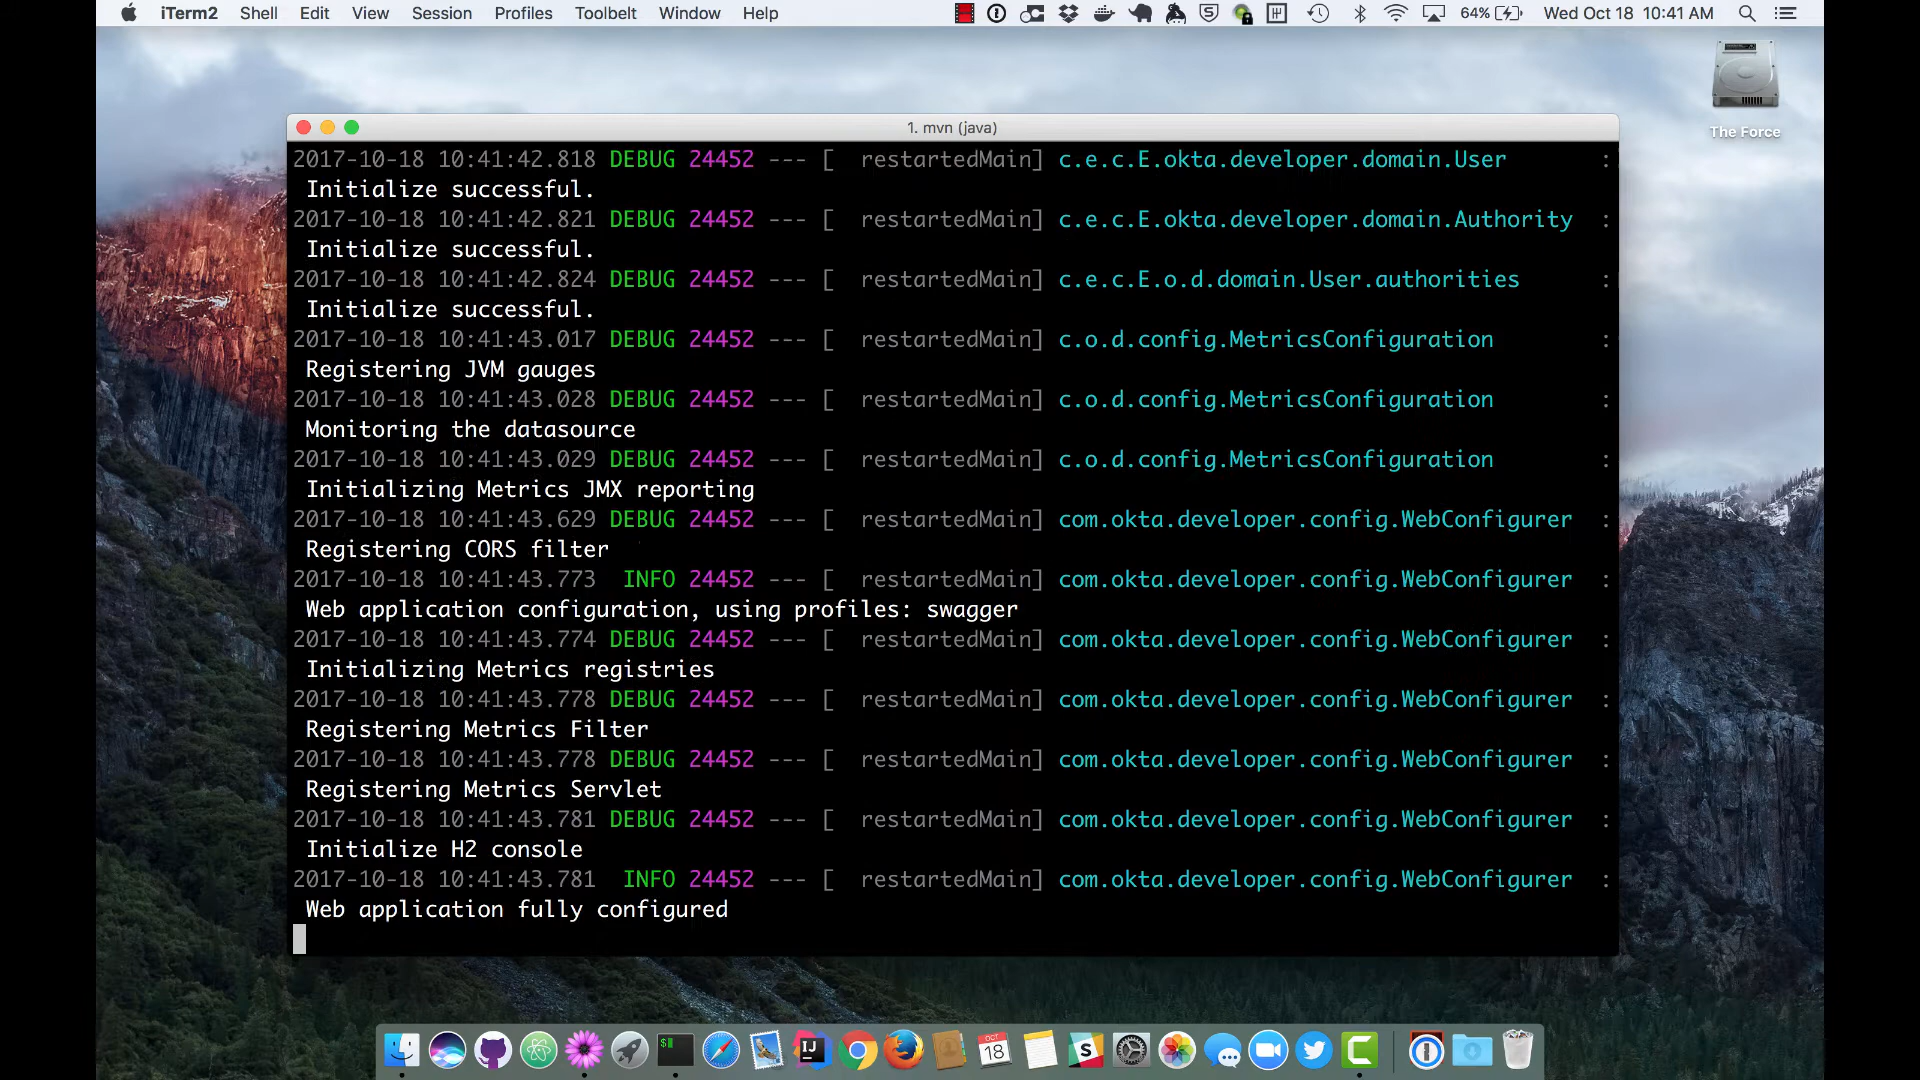 iTerm2 Shell Edit View Session Profiles Toolbelt Window Help 64% Wed Oct 18 10:41 AM
The Force
1. mvn (java)
2017-10-18 10:41:42.818 DEBUG 24452 --- [  restartedMain] c.e.c.E.okta.developer.domain.User :
Initialize successful.
2017-10-18 10:41:42.821 DEBUG 24452 --- [  restartedMain] c.e.c.E.okta.developer.domain.Authority :
Initialize successful.
2017-10-18 10:41:42.824 DEBUG 24452 --- [  restartedMain] c.e.c.E.o.d.domain.User.authorities :
Initialize successful.
2017-10-18 10:41:43.017 DEBUG 24452 --- [  restartedMain] c.o.d.config.MetricsConfiguration :
Registering JVM gauges
2017-10-18 10:41:43.028 DEBUG 24452 --- [  restartedMain] c.o.d.config.MetricsConfiguration :
Monitoring the datasource
2017-10-18 10:41:43.029 DEBUG 24452 --- [  restartedMain] c.o.d.config.MetricsConfiguration :
Initializing Metrics JMX reporting
2017-10-18 10:41:43.629 DEBUG 24452 --- [  restartedMain] com.okta.developer.config.WebConfigurer :
Registering CORS filter
2017-10-18 10:41:43.773  INFO 24452 --- [  restartedMain] com.okta.developer.config.WebConfigurer :
Web application configuration, using profiles: swagger
2017-10-18 10:41:43.774 DEBUG 24452 --- [  restartedMain] com.okta.developer.config.WebConfigurer :
Initializing Metrics registries
2017-10-18 10:41:43.778 DEBUG 24452 --- [  restartedMain] com.okta.developer.config.WebConfigurer :
Registering Metrics Filter
2017-10-18 10:41:43.778 DEBUG 24452 --- [  restartedMain] com.okta.developer.config.WebConfigurer :
Registering Metrics Servlet
2017-10-18 10:41:43.781 DEBUG 24452 --- [  restartedMain] com.okta.developer.config.WebConfigurer :
Initialize H2 console
2017-10-18 10:41:43.781  INFO 24452 --- [  restartedMain] com.okta.developer.config.WebConfigurer :
Web application fully configured
$
IJ
OCT
18
S
C